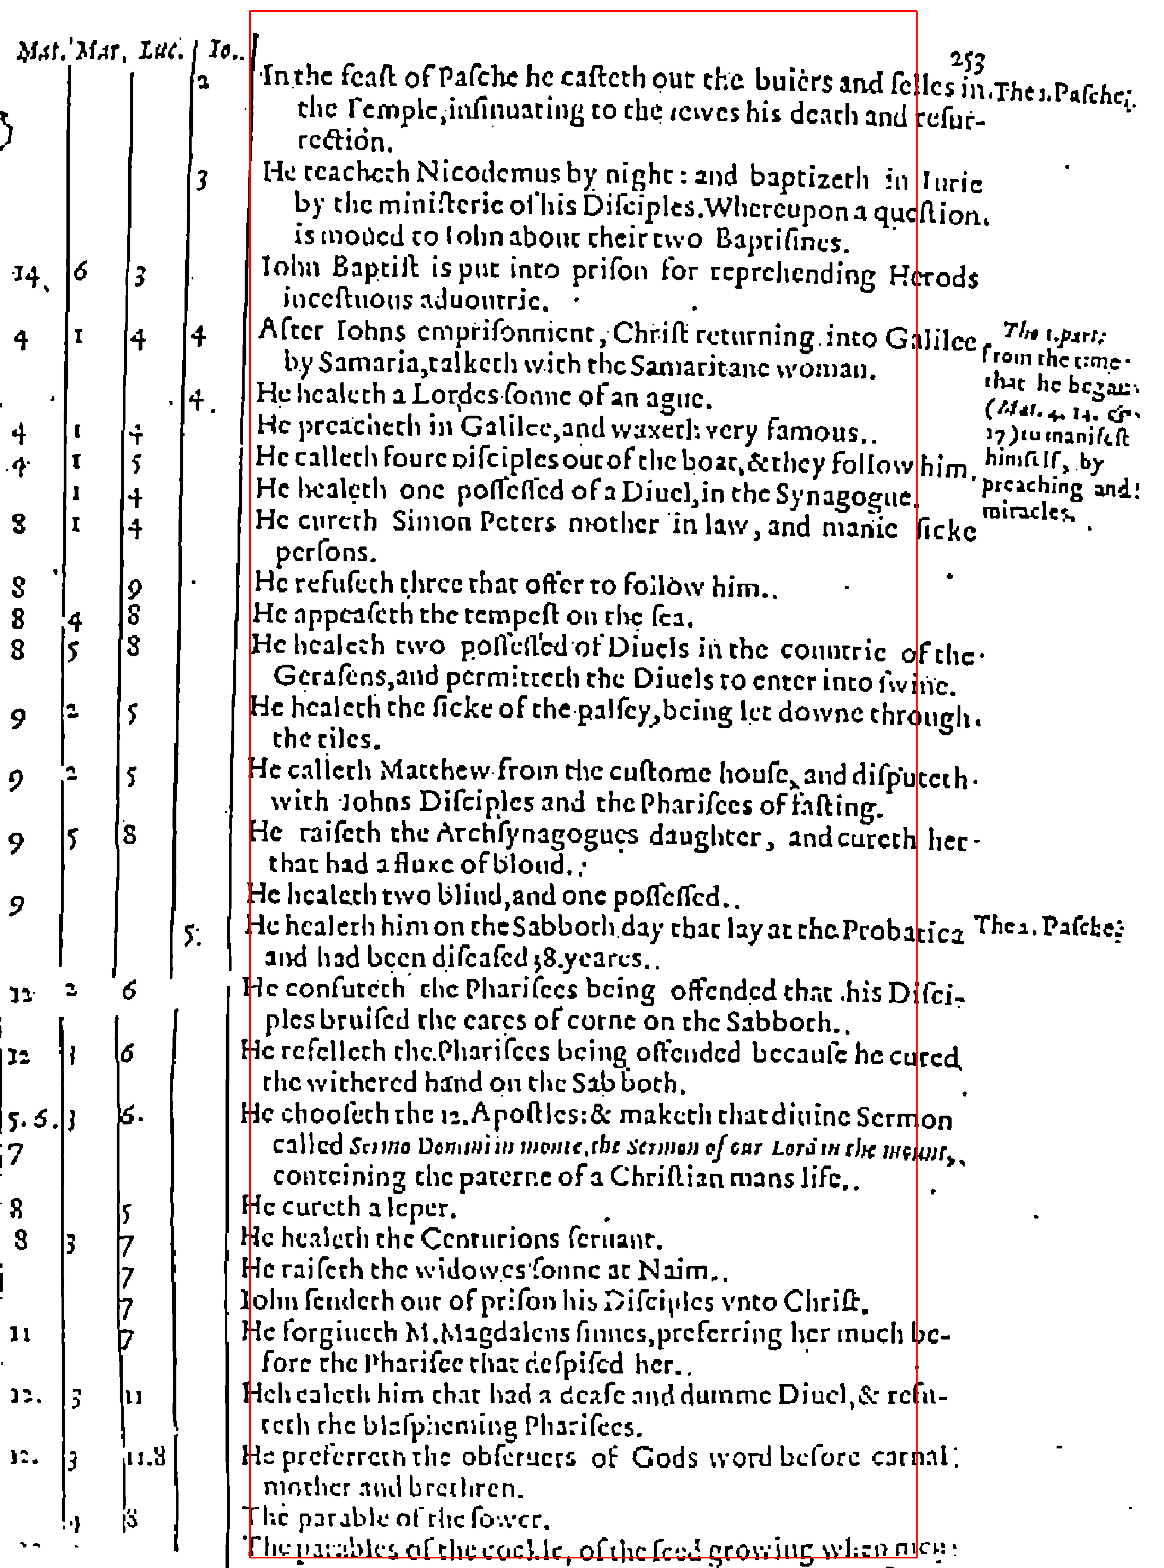 Mat. Mar. Luc. Io.
253
2 In the feaſt of Paſche he caſteth out the buiers and ſelles in The 1. Paſche.
the Temple, inſinuating to the iewes his death and reſur-
rection.
3 He teacheth Nicodemus by night: and baptizeth in Iurie
by the miniſterie of his Diſciples. Whereupon a queſtion
is moued to Iohn about their two Baptiſmes.
14. 6 3 Iohn Baptiſt is put into priſon for reprehending Herods
inceſtuous aduoutrie.
4 1 4 4 After Iohns empriſonment, Chriſt returning into Galilee, The 1. part:
by Samaria, talketh with the Samaritane woman. from the time
4. He healeth a Lordes ſonne of an ague. that he began
4 1 4 He preacheth in Galilee, and waxeth very famous. (Mat. 4, 14. &
4 1 5 He calleth foure Diſciples out of the boat, & they follow him. 17) to manifeſt himſelf, by
1 4 He healeth one poſſeſſed of a Diuel, in the Synagogue. preaching and
8 1 4 He cureth Simon Peters mother in law, and manie ſicke miracles.
perſons.
8 9 He refuſeth three that offer to follow him.
8 4 8 He appeaſeth the tempeſt on the ſea.
8 5 8 He healeth two poſſeſſed of Diuels in the countrie of the
Geraſens, and permitteth the Diuels to enter into ſwine.
9 2 5 He healeth the ſicke of the palſey, being let downe through
the tiles.
9 2 5 He calleth Matthew from the cuſtome houſe, and diſputeth
with Iohns Diſciples and the Phariſees of faſting.
9 5 8 He raiſeth the Archſynagogues daughter, and cureth her
that had a fluxe of bloud.
9 He healeth two blind, and one poſſeſſed.
5. He healeth him on the Sabboth day that lay at the Probatica The 2. Paſche:
and had been diſeaſed 38. yeares.
12 2 6 He confuteth the Phariſees being offended that his Diſci-
ples bruiſed the eares of corne on the Sabboth.
12 3 6 He refelleth the Phariſees being offended becauſe he cured
the withered hand on the Sabboth.
5. 6. 3 6. He chooſeth the 12. Apoſtles: & maketh that diuine Sermon
7 called Sermo Domini in monte, the Sermon of our Lord in the mount,
conteining the paterne of a Chriſtian mans life.
8 5 He cureth a leper.
8 3 7 He healeth the Centurions ſeruant.
7 He raiſeth the widowes ſonne at Naim.
7 Iohn ſendeth out of priſon his Diſciples vnto Chriſt.
11 7 He forgiueth M. Magdalens ſinnes, preferring her much be-
fore the Phariſee that deſpiſed her.
12. 3 11 He healeth him that had a deafe and dumme Diuel, & refu-
teth the blaſpheming Phariſees.
12. 3 11. 8 He preferreth the obſeruers of Gods word before carnal
mother and brethren.
4 8 The parable of the ſower.
The parables of the cockle, of the ſeed growing when men